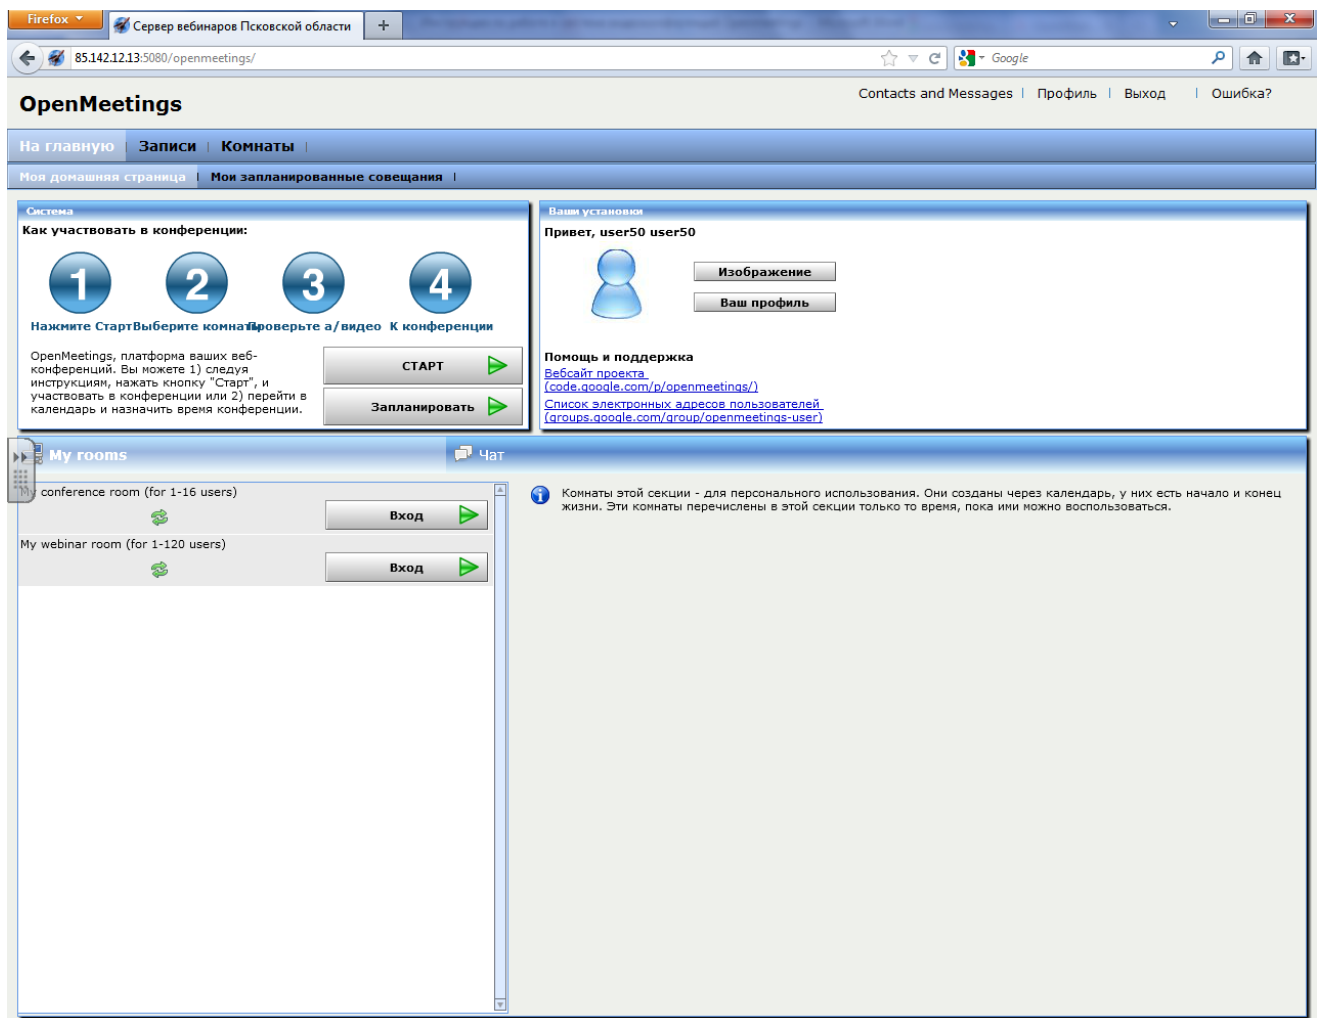 Firefox
Сервер вебинаров Псковской области
85.142.12.13:5080/openmeetings/
Google
OpenMeetings
Contacts and Messages
Профиль
Выход
Ошибка?
На главную
Записи
Комнаты
Моя домашняя страница
Мои запланированные совещания
Система
Как участвовать в конференции:
1
2
3
4
Нажмите Старт
Выберите комнаты
Проверьте а/видео
К конференции
OpenMeetings, платформа ваших веб-
конференций. Вы можете 1) следуя
инструкциям, нажать кнопку "Старт", и
участвовать в конференции или 2) перейти в
календарь и назначить время конференции.
СТАРТ
Запланировать
Ваши установки
Привет, user50 user50
Изображение
Ваш профиль
Помощь и поддержка
Вебсайт проекта
(code.google.com/p/openmeetings/)
Список электронных адресов пользователей
(groups.google.com/group/openmeetings-user)
My rooms
Чат
My conference room (for 1-16 users)
Вход
My webinar room (for 1-120 users)
Вход
Комнаты этой секции - для персонального использования. Они созданы через календарь, у них есть начало и конец
жизни. Эти комнаты перечислены в этой секции только то время, пока ими можно воспользоваться.